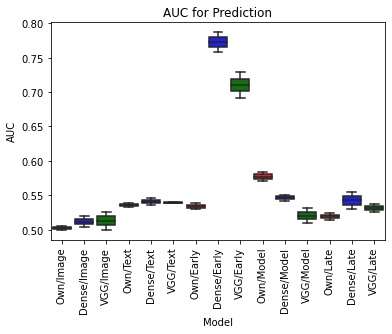 AUC for Prediction
AUC
0.80
0.75
0.70
0.65
0.60
0.55
0.50
Own/Image
Dense/Image
VGG/Image
Own/Text
Dense/Text
VGG/Text
Own/Early
Dense/Early
VGG/Early
Own/Model
Dense/Model
VGG/Model
Own/Late
Dense/Late
VGG/Late
Model